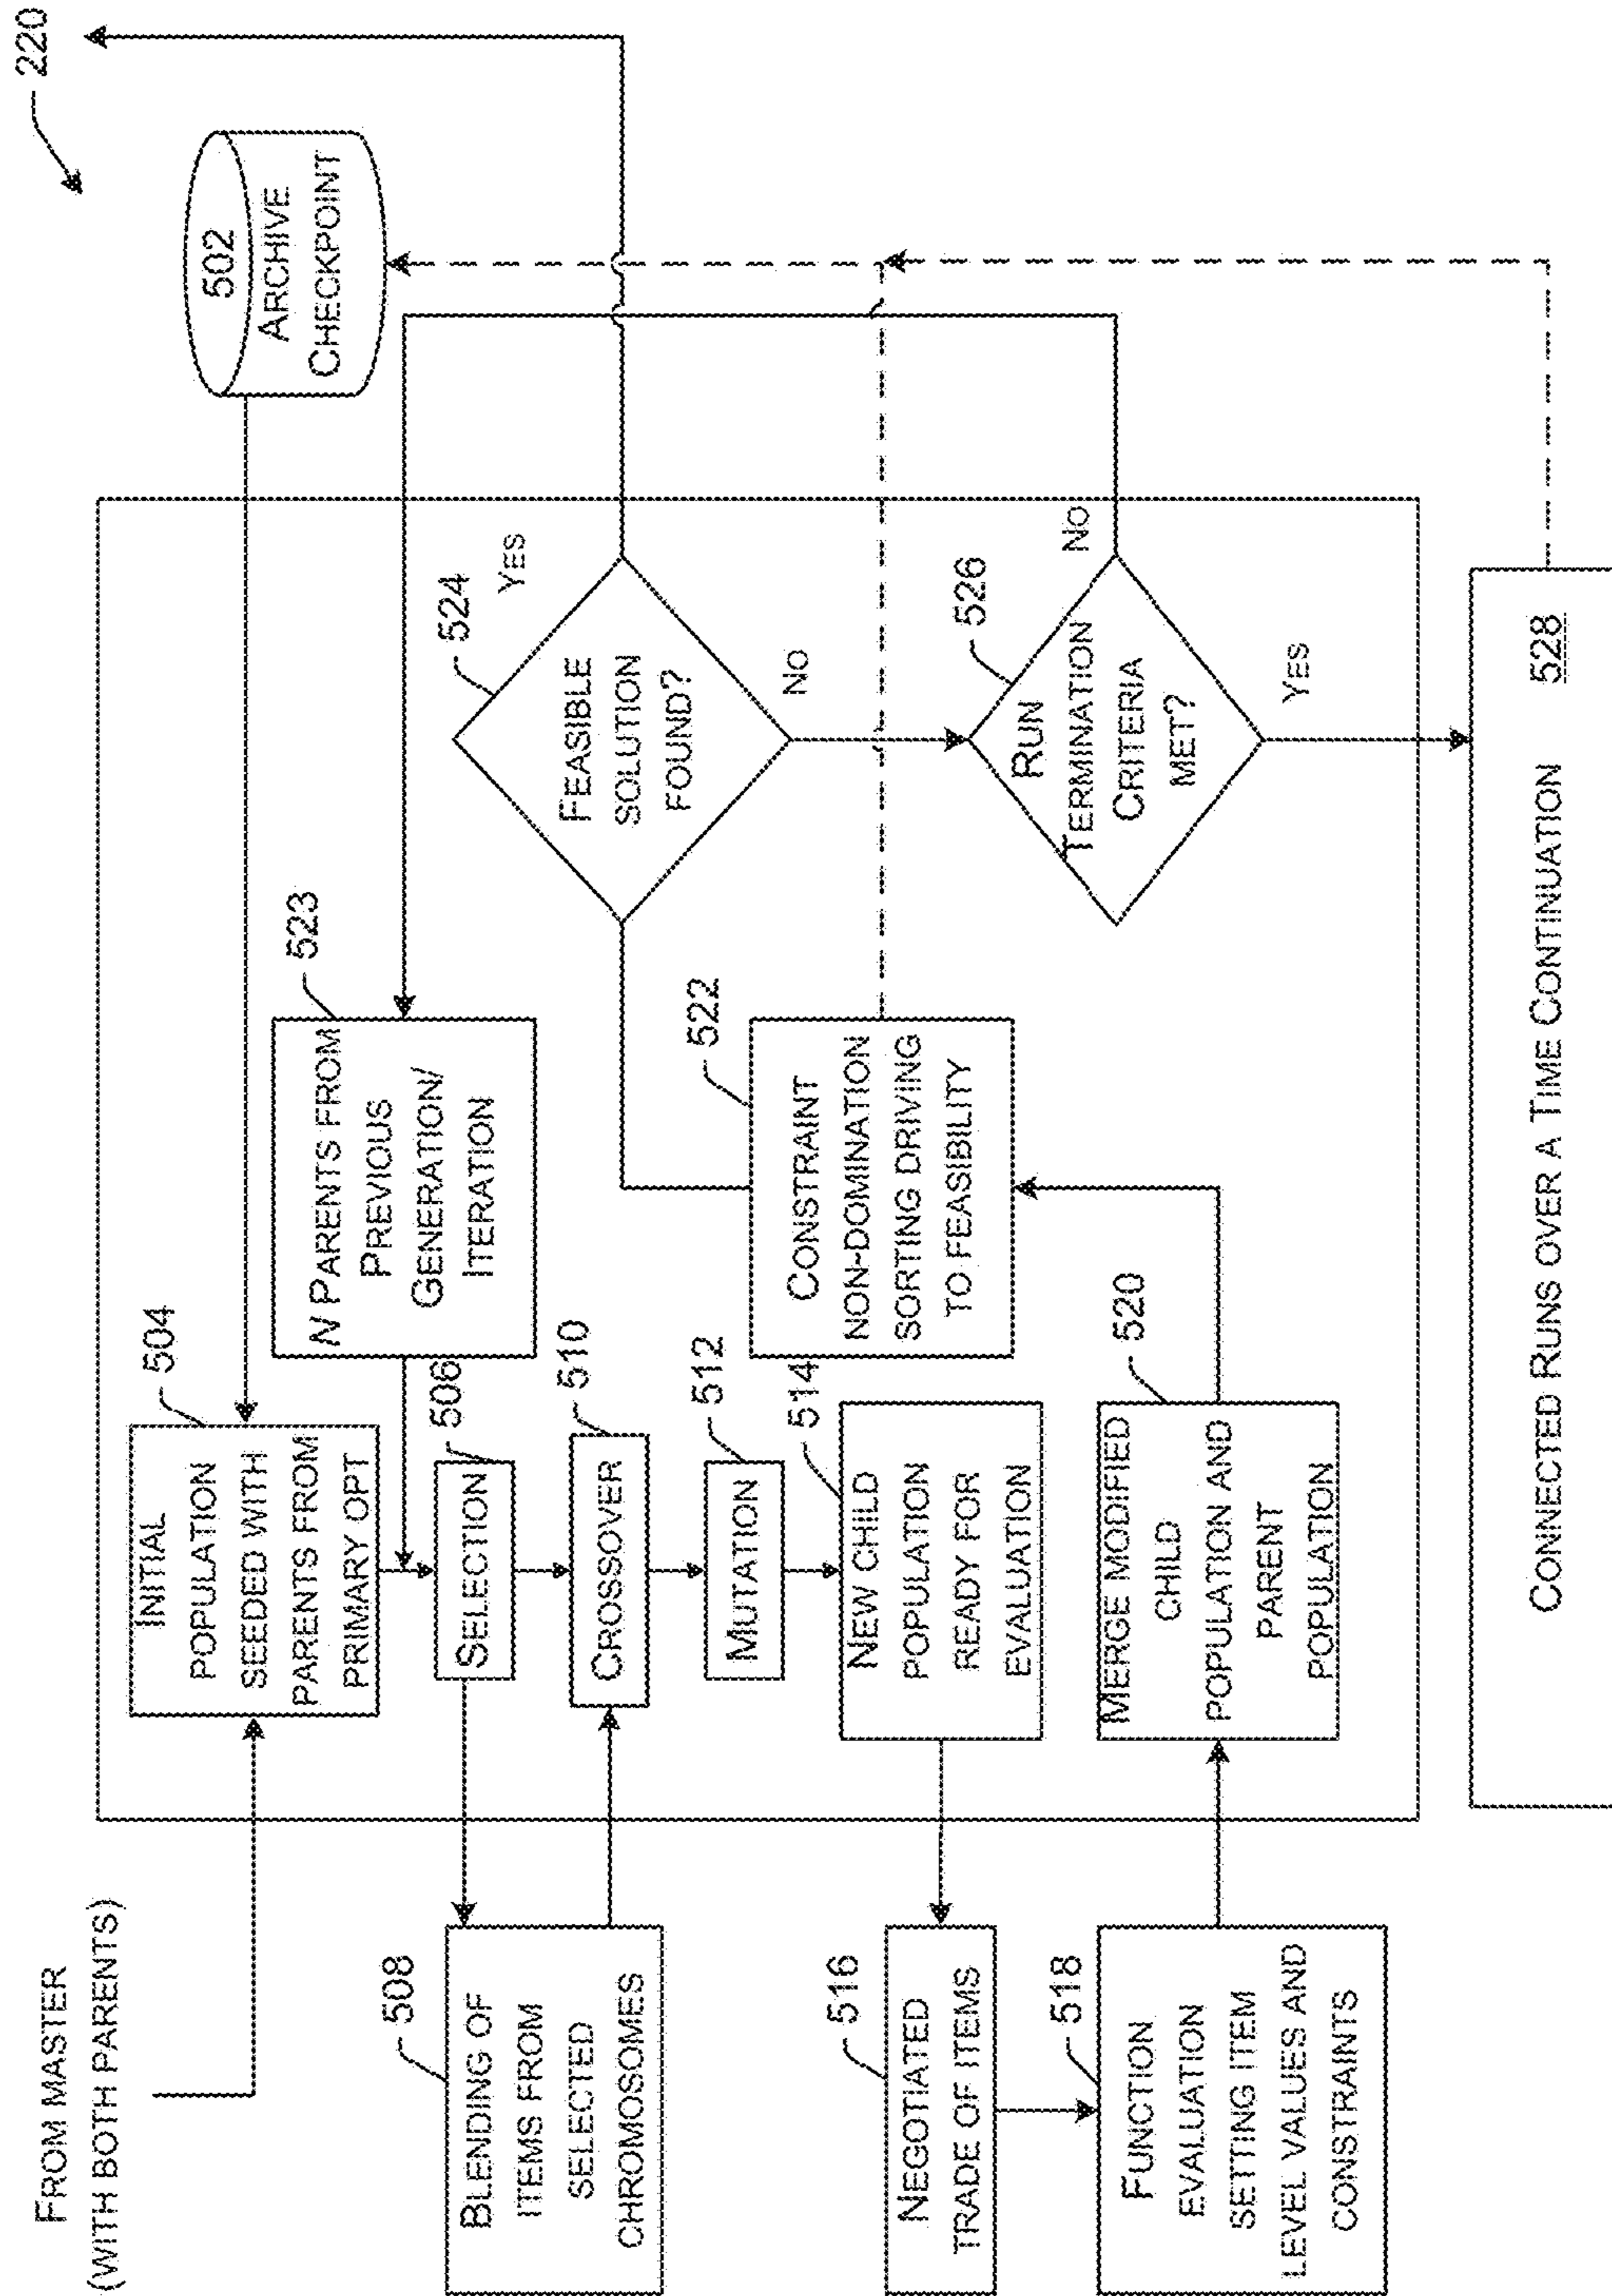 FROM MASTER
(WITH BOTH PARENTS)
220
502
ARCHIVE
CHECKPOINT
504
INITIAL
POPULATION
SEEDED WITH
PARENTS FROM
PRIMARY OPT
523
N PARENTS FROM
PREVIOUS
GENERATION/
ITERATION
506
SELECTION
508
BLENDING OF
ITEMS FROM
SELECTED
CHROMOSOMES
510
CROSSOVER
512
MUTATION
514
NEW CHILD
POPULATION
READY FOR
EVALUATION
516
NEGOTIATED
TRADE OF ITEMS
518
FUNCTION
EVALUATION
SETTING ITEM
LEVEL VALUES AND
CONSTRAINTS
520
MERGE MODIFIED
CHILD
POPULATION AND
PARENT
POPULATION
522
CONSTRAINT
NON-DOMINATION
SORTING DRIVING
TO FEASIBILITY
524
FEASIBLE
SOLUTION
FOUND?
YES
NO
526
RUN
TERMINATION
CRITERIA
MET?
NO
YES
CONNECTED RUNS OVER A TIME CONTINUATION 528